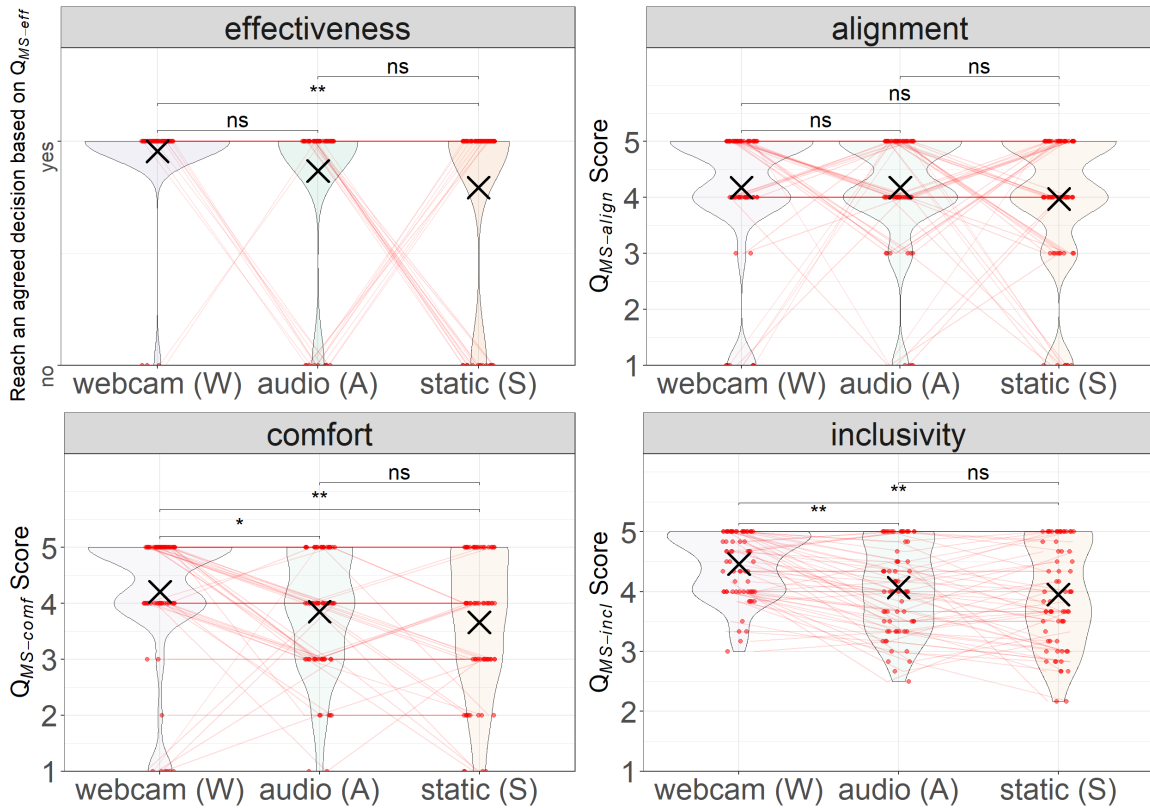 effectiveness
Reach an agreed decision based on Q_MS-eff
ns
**
ns
yes
no
webcam (W) audio (A) static (S)
alignment
Q_MS-align Score
ns
ns
ns
5
4
3
2
1
webcam (W) audio (A) static (S)
comfort
Q_MS-comf Score
ns
**
*
5
4
3
2
1
webcam (W) audio (A) static (S)
inclusivity
Q_MS-incl Score
ns
**
**
5
4
3
2
1
webcam (W) audio (A) static (S)